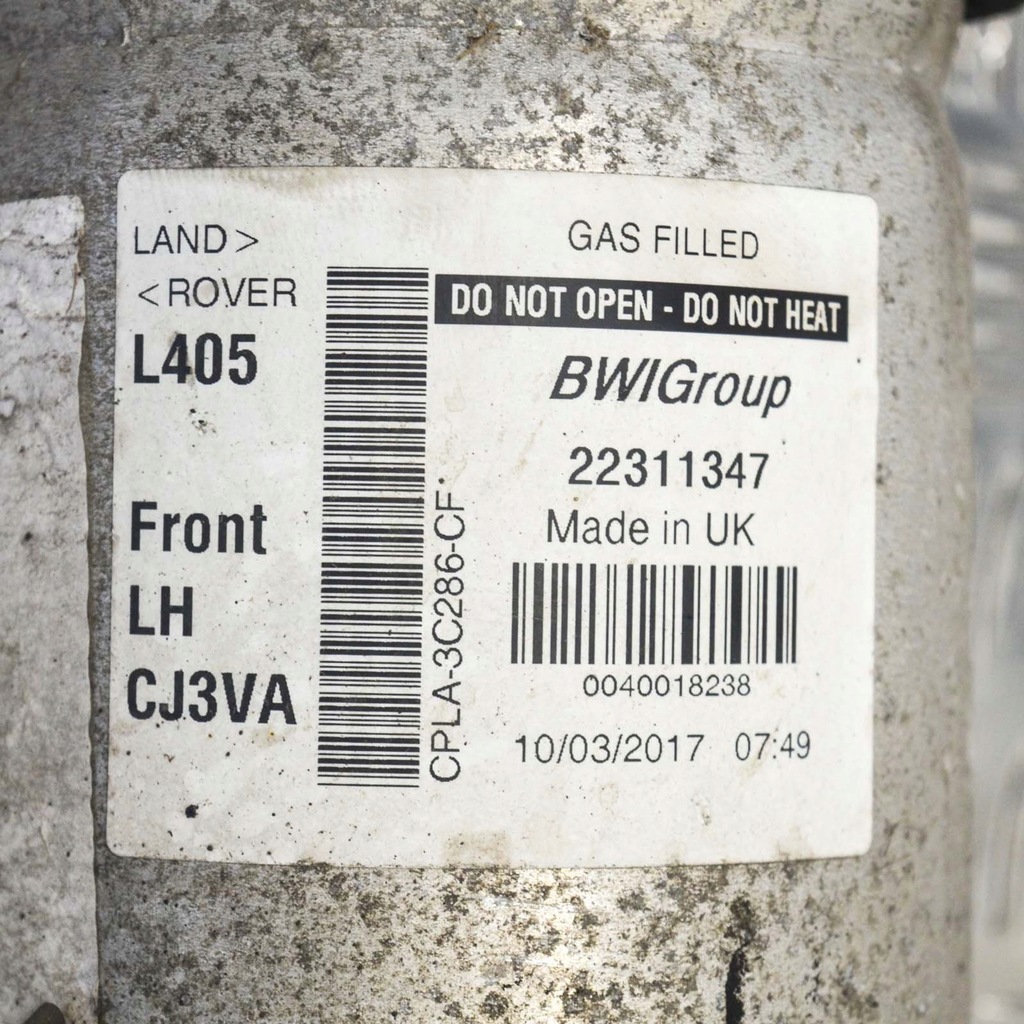 LAND >
< ROVER
L405
Front
LH
CJ3VA
CPLA-3C286-CF*
GAS FILLED
DO NOT OPEN - DO NOT HEAT
BWIGroup
22311347
Made in UK
0040018238
10/03/2017 07:49